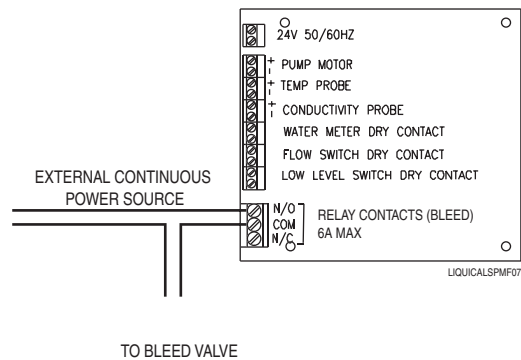 24V 50/60HZ
+
-
PUMP MOTOR
+
-
TEMP PROBE
+
-
CONDUCTIVITY PROBE
WATER METER DRY CONTACT
FLOW SWITCH DRY CONTACT
LOW LEVEL SWITCH DRY CONTACT
EXTERNAL CONTINUOUS
POWER SOURCE
N/O
COM
N/C
RELAY CONTACTS (BLEED)
6A MAX
LIQUICALSPMF07
TO BLEED VALVE